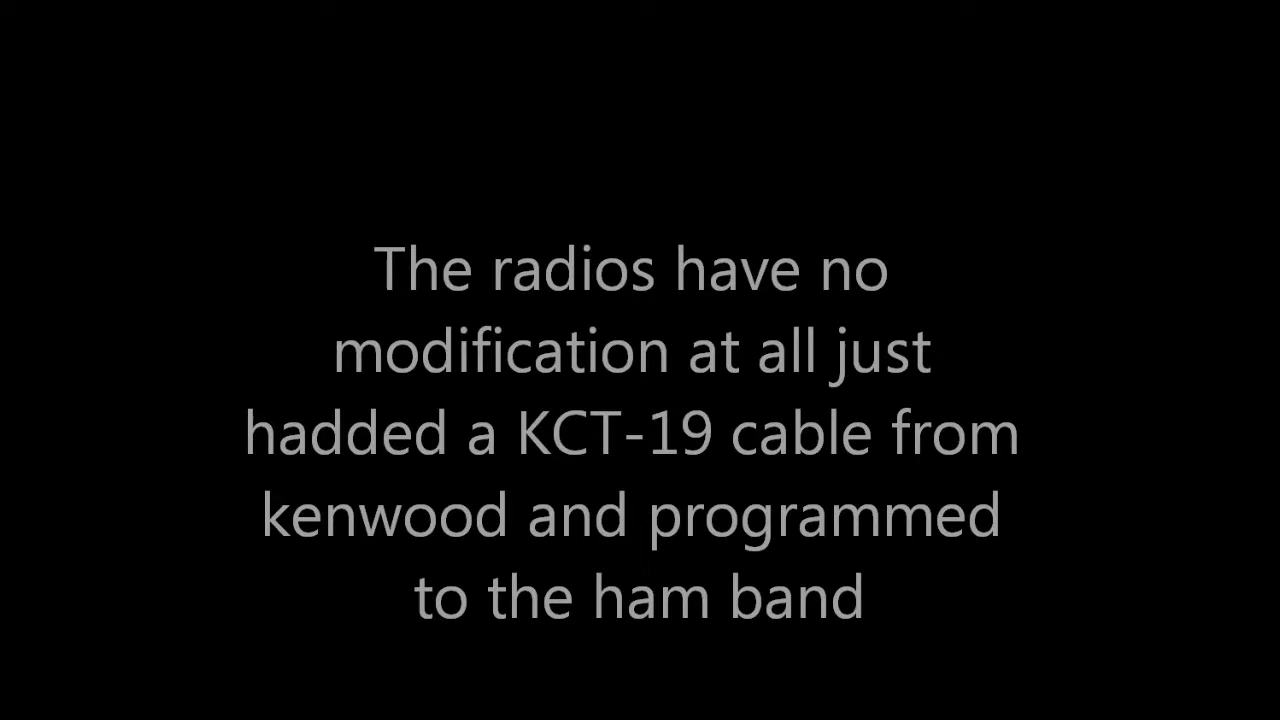 The radios have no
modification at all just
hadded a KCT-19 cable from
kenwood and programmed
to the ham band